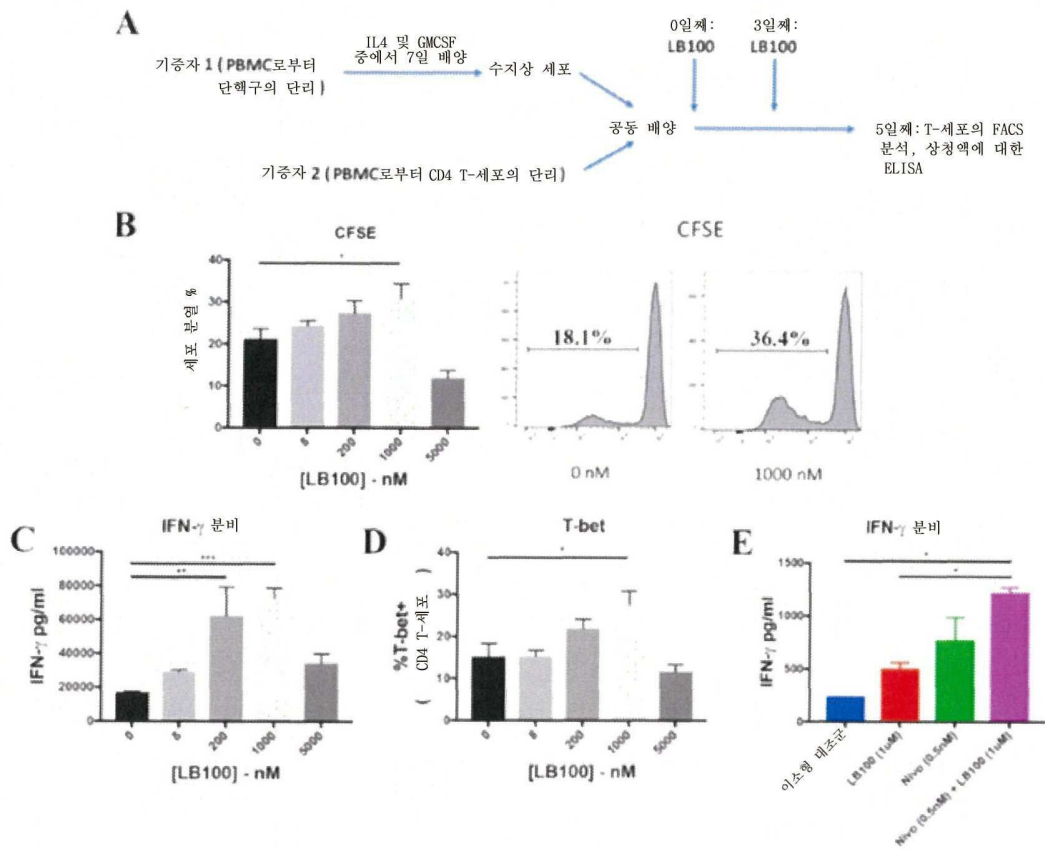 A
기증자 1 ( PBMC로부터
단핵구의 단리 )
IL4 및 GMCSF
중에서 7일 배양
수지상 세포
0일째:
LB100
3일째:
LB100
공동 배양
5일째: T-세포의 FACS
분석, 상청액에 대한
ELISA
기증자 2 ( PBMC로부터 CD4 T-세포의 단리 )
B
CFSE
세포 분열 %
40
30
20
10
0
*
0
200
1000
5000
[LB100] - nM
CFSE
18.1%
0 nM
36.4%
1000 nM
C
IFN-γ 분비
IFN-γ pg/ml
100000
80000
60000
40000
20000
0
***
**
0
200
1000
5000
[LB100] - nM
D
T-bet
%T-bet+
( CD4 T-세포 )
40
30
20
10
0
*
0
200
1000
5000
[LB100] - nM
E
IFN-γ 분비
IFN-γ pg/ml
1500
1000
500
0
*
*
이소형 대조군
LB100 (1uM)
Nivo (0.5nM)
Nivo (0.5nM) + LB100 (1uM)